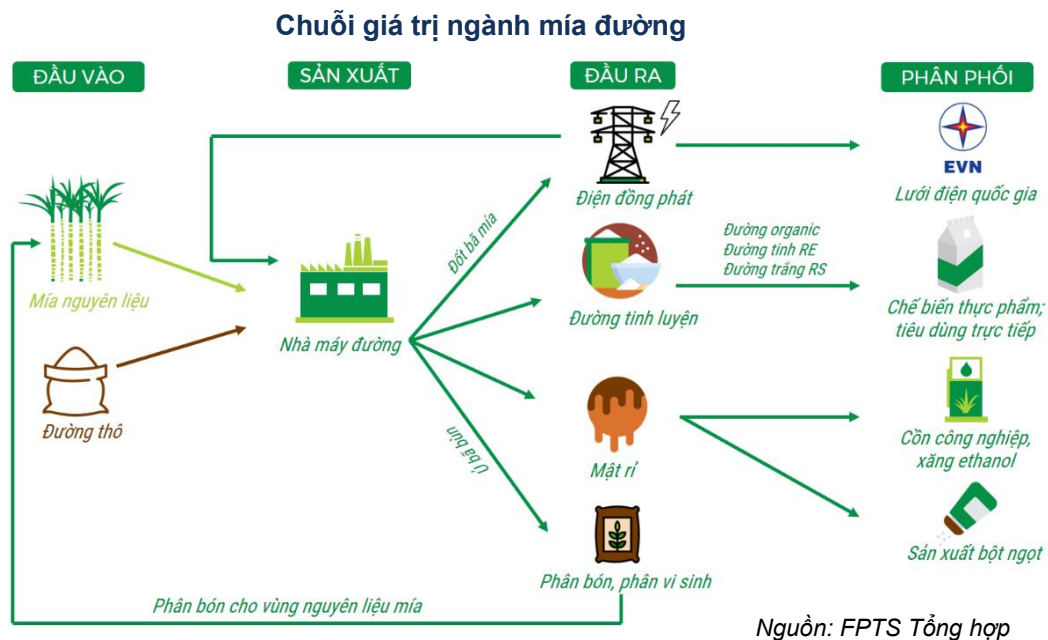 Chuỗi giá trị ngành mía đường
ĐẦU VÀO
SẢN XUẤT
ĐẦU RA
PHÂN PHỐI
Mía nguyên liệu
Đường thô
Nhà máy đường
Đốt bã mía
Ủ bã bùn
Điện đồng phát
Đường tinh luyện
Mật rỉ
Phân bón, phân vi sinh
Đường organic
Đường tinh RE
Đường trắng RS
EVN
Lưới điện quốc gia
Chế biến thực phẩm;
tiêu dùng trực tiếp
Cồn công nghiệp,
xăng ethanol
Sản xuất bột ngọt
Phân bón cho vùng nguyên liệu mía
Nguồn: FPTS Tổng hợp